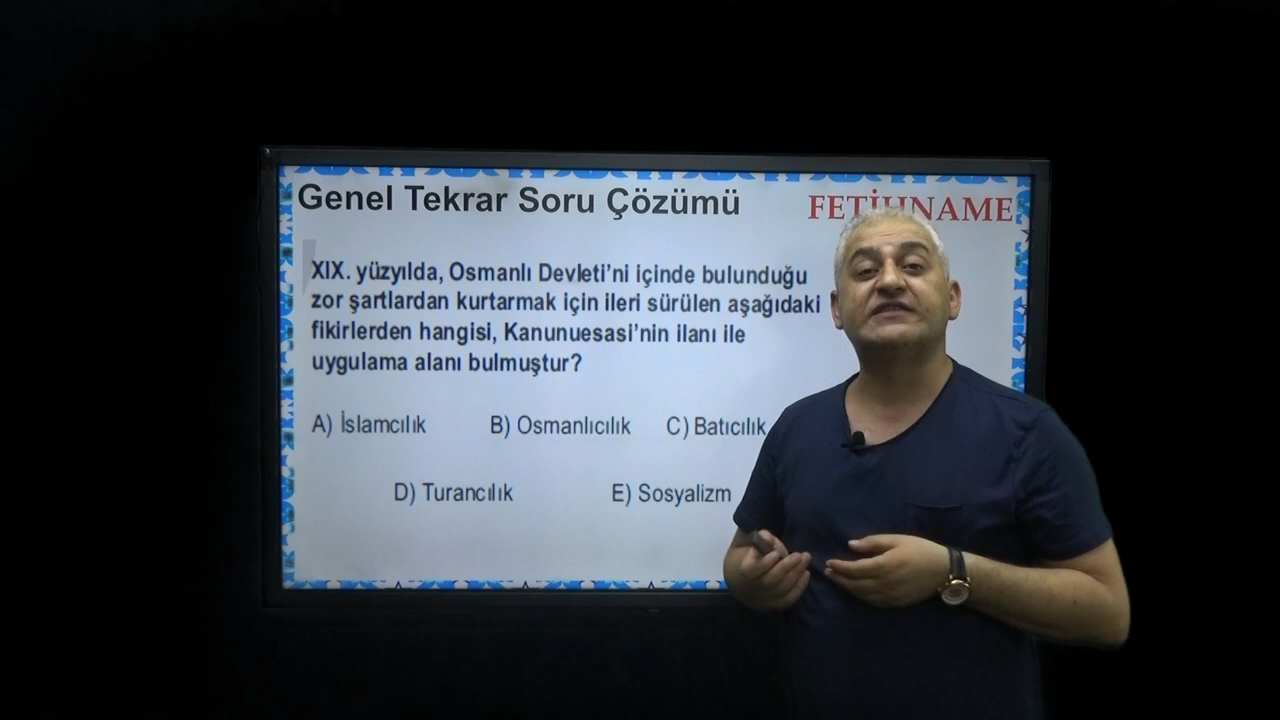 Genel Tekrar Soru Çözümü
FETİHNAME
XIX. yüzyılda, Osmanlı Devleti'ni içinde bulunduğu
zor şartlardan kurtarmak için ileri sürülen aşağıdaki
fikirlerden hangisi, Kanunuesasi'nin ilanı ile
uygulama alanı bulmuştur?
A) İslamcılık B) Osmanlıcılık C) Batıcılık
D) Turancılık E) Sosyalizm